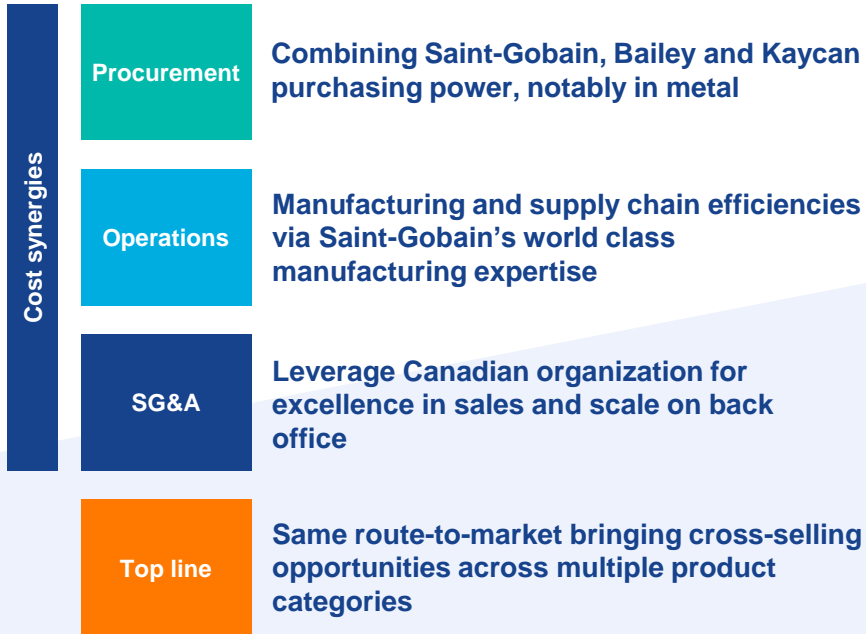 Cost synergies
Procurement
Combining Saint-Gobain, Bailey and Kaycan
purchasing power, notably in metal
Operations
Manufacturing and supply chain efficiencies
via Saint-Gobain’s world class
manufacturing expertise
SG&A
Leverage Canadian organization for
excellence in sales and scale on back
office
Top line
Same route-to-market bringing cross-selling
opportunities across multiple product
categories